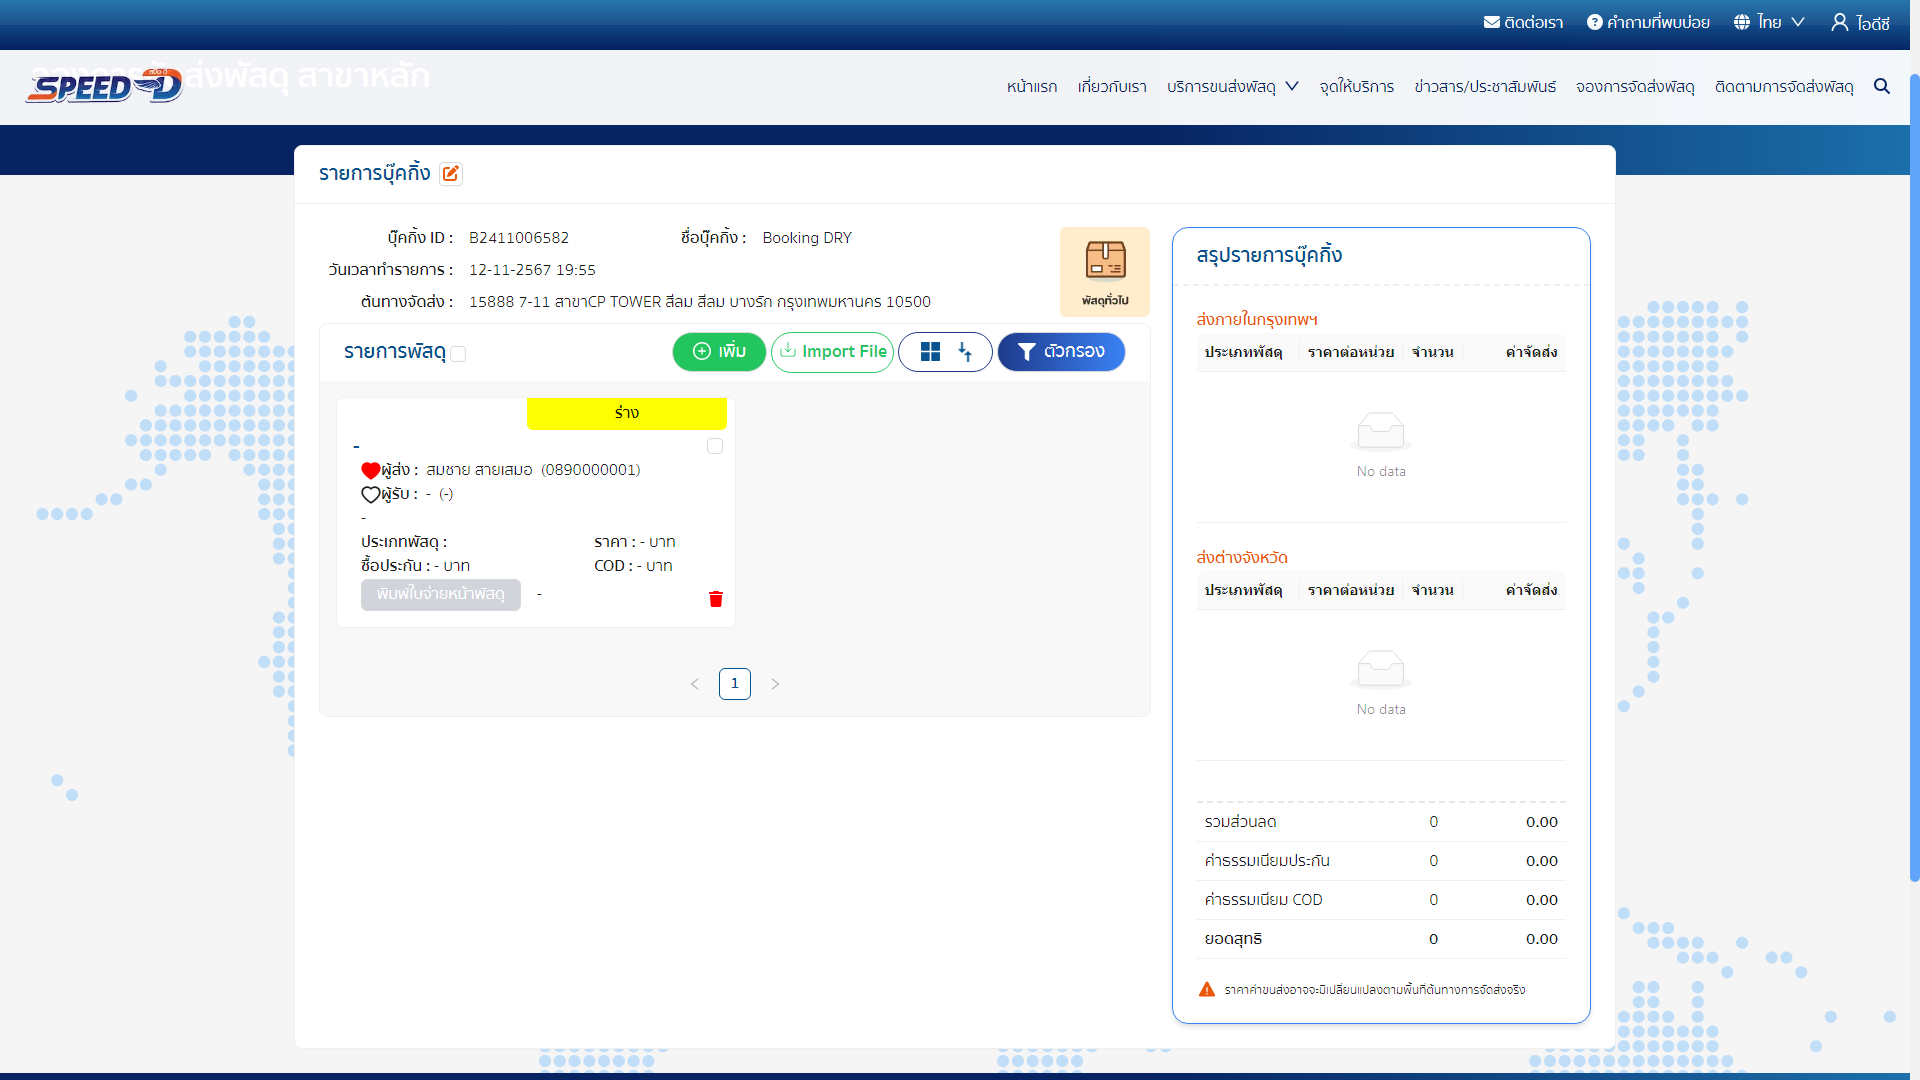 ติดต่อเรา
คำถามที่พบบ่อย
ไทย
ไอดีซี
จองการจัดส่งพัสดุ สาขาหลัก
SPEED D
หน้าแรก
เกี่ยวกับเรา
บริการขนส่งพัสดุ
จุดให้บริการ
ข่าวสาร/ประชาสัมพันธ์
จองการจัดส่งพัสดุ
ติดตามการจัดส่งพัสดุ
รายการบุ๊คกิ้ง
บุ๊คกิ้ง ID : B2411006582
ชื่อบุ๊คกิ้ง : Booking DRY
วันเวลาทำรายการ : 12-11-2567 19:55
ต้นทางจัดส่ง : 15888 7-11 สาขาCP TOWER สีลม สีลม บางรัก กรุงเทพมหานคร 10500
พัสดุทั่วไป
รายการพัสดุ
เพิ่ม
Import File
ตัวกรอง
ร่าง
-
ผู้ส่ง : สมชาย สายเสมอ (0890000001)
ผู้รับ : - (-)
-
ประเภทพัสดุ :
ราคา : - บาท
ซื้อประกัน : - บาท
COD : - บาท
พิมพ์ใบจ่ายหน้าพัสดุ
-
1
สรุปรายการบุ๊คกิ้ง
ส่งภายในกรุงเทพฯ
ประเภทพัสดุ ราคาต่อหน่วย จำนวน ค่าจัดส่ง
No data
ส่งต่างจังหวัด
ประเภทพัสดุ ราคาต่อหน่วย จำนวน ค่าจัดส่ง
No data
รวมส่วนลด 0 0.00
ค่าธรรมเนียมประกัน 0 0.00
ค่าธรรมเนียม COD 0 0.00
ยอดสุทธิ 0 0.00
ราคาค่าขนส่งอาจจะมีเปลี่ยนแปลงตามพื้นที่ต้นทางการจัดส่งจริง